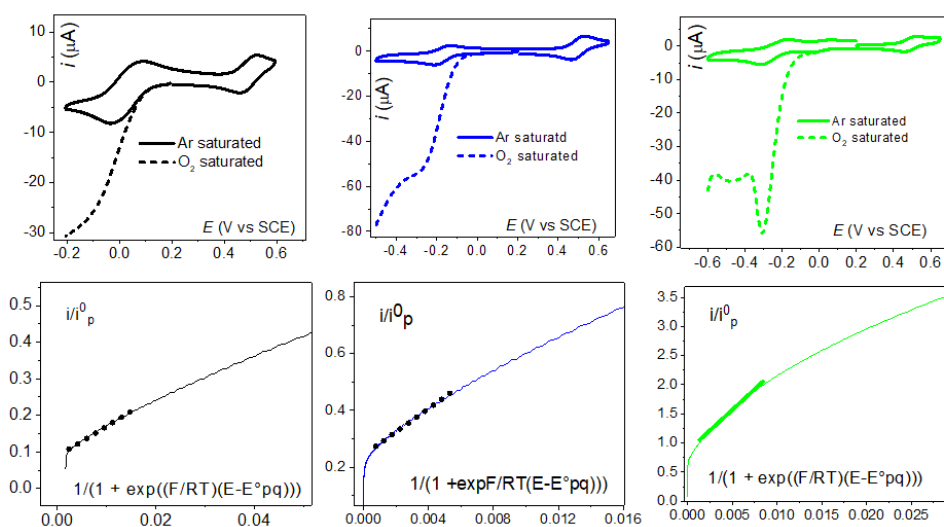 10
0
-10
-20
-30
i (μA)
Ar saturated
O2 saturated
E (V vs SCE)
-0.2 0.0 0.2 0.4 0.6
20
0
-20
-40
-60
-80
i (μA)
Ar saturatd
O2 saturated
E (V vs SCE)
-0.4 -0.2 0.0 0.2 0.4 0.6
10
0
-10
-20
-30
-40
-50
-60
i (μA)
Ar saturated
O2 saturated
E (V vs SCE)
-0.6 -0.4 -0.2 0.0 0.2 0.4 0.6
0.5
0.4
0.3
0.2
0.1
0.0
i/i0p
1/(1 + exp((F/RT)(E-E°pq)))
0.00 0.02 0.04
0.8
0.6
0.4
0.2
i/i0p
1/(1 +expF/RT(E-E°pq)))
0.000 0.004 0.008 0.012 0.016
3.5
3.0
2.5
2.0
1.5
1.0
0.5
0.0
i/i0p
1/(1 + exp((F/RT)(E-E°pq)))
0.000 0.005 0.010 0.015 0.020 0.025